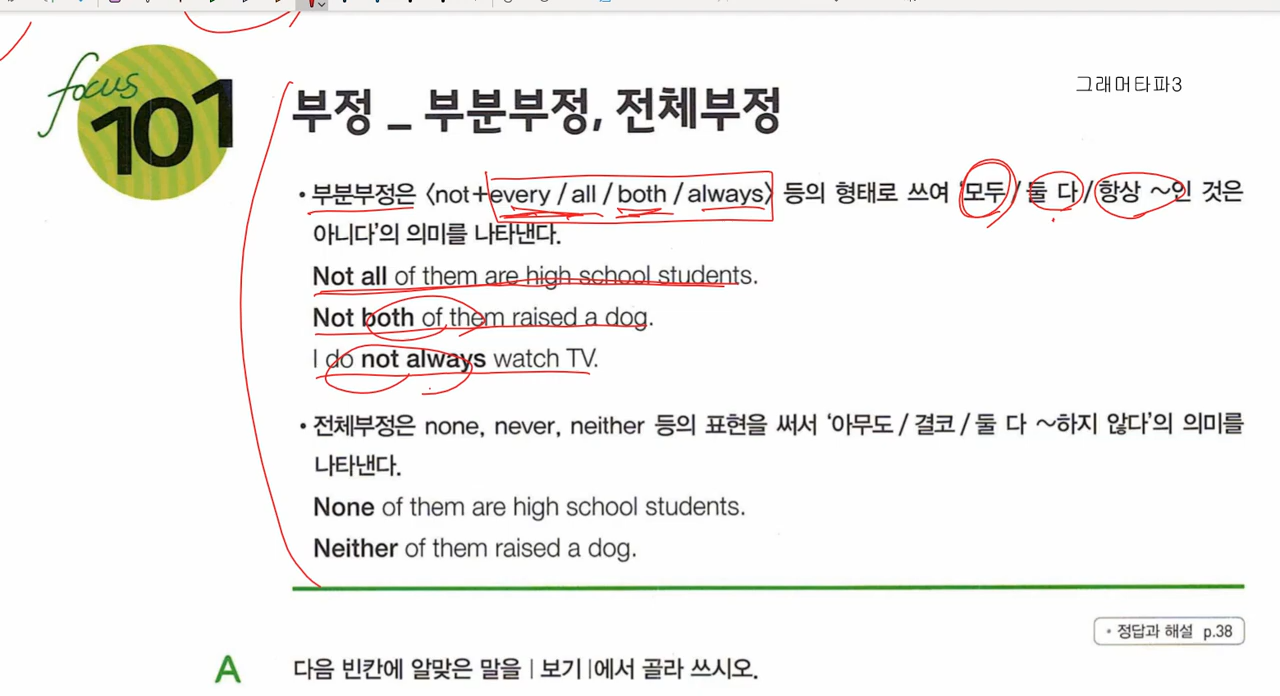 focus
101
그래머타파3
부정 _ 부분부정, 전체부정
• 부분부정은 〈not+every / all / both / always〉 등의 형태로 쓰여 ‘모두 / 둘 다 / 항상 ~인 것은
아니다’의 의미를 나타낸다.
Not all of them are high school students.
Not both of them raised a dog.
I do not always watch TV.
• 전체부정은 none, never, neither 등의 표현을 써서 ‘아무도 / 결코 / 둘 다 ~하지 않다’의 의미를
나타낸다.
None of them are high school students.
Neither of them raised a dog.
• 정답과 해설 p.38
A 다음 빈칸에 알맞은 말을 | 보기 |에서 골라 쓰시오.